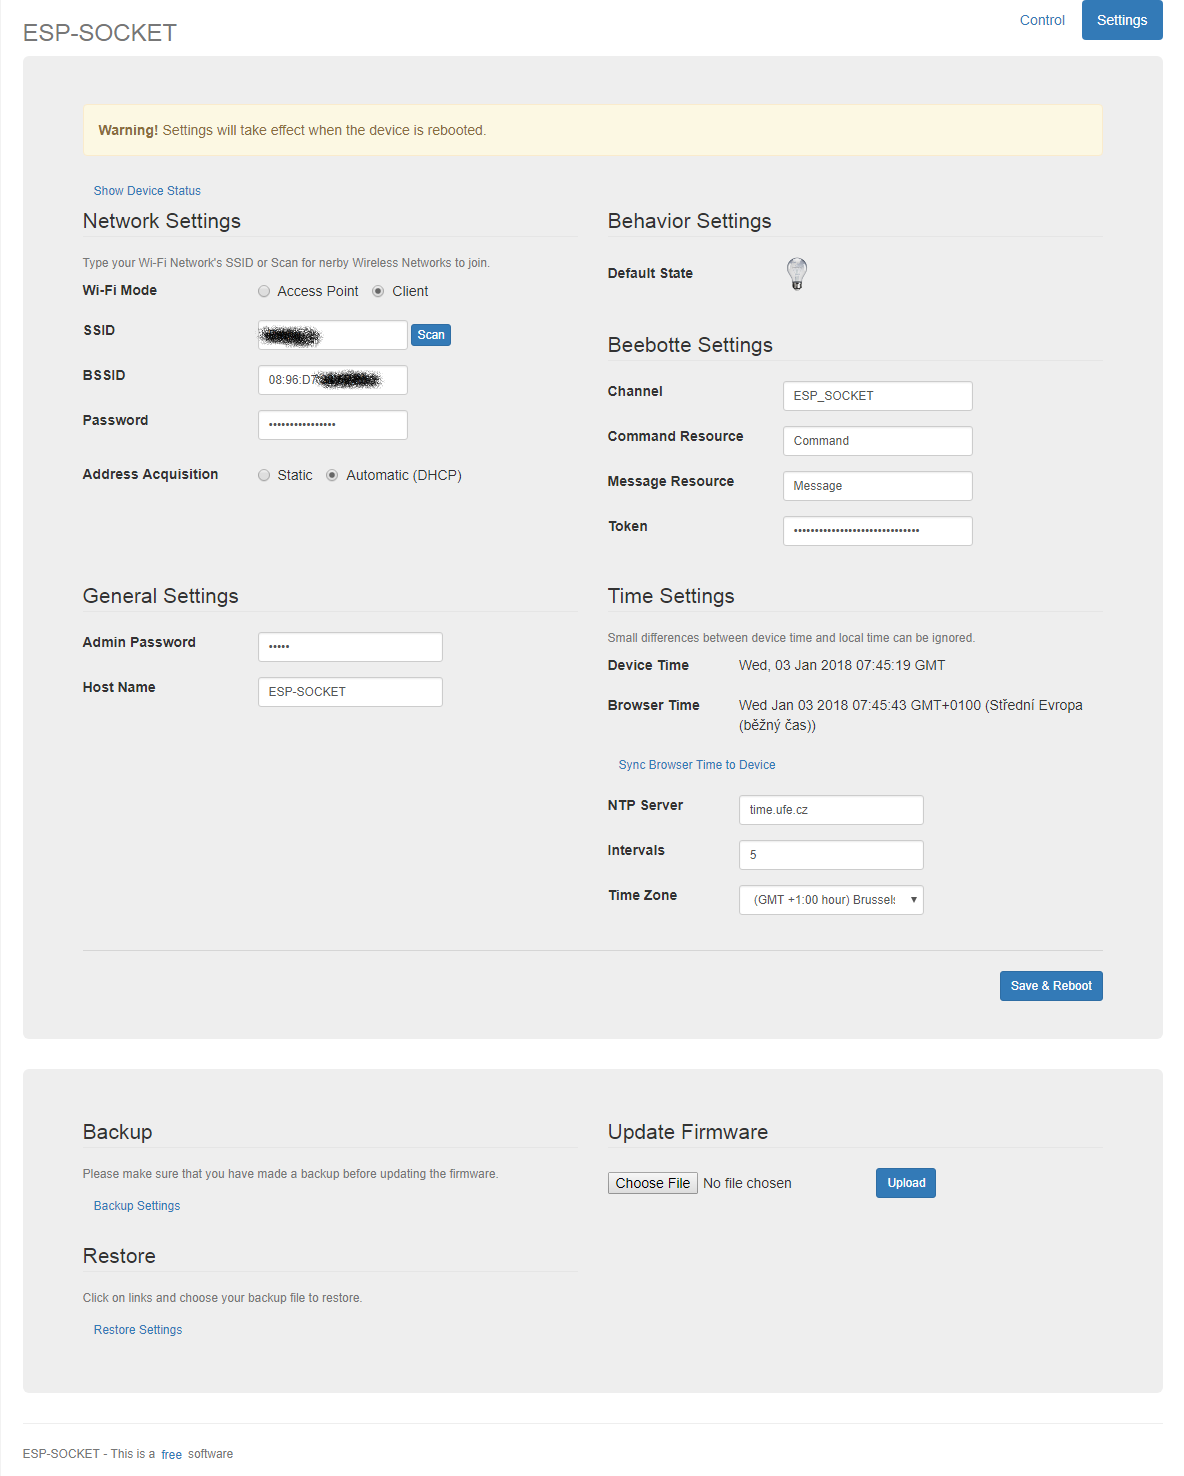 ESP-SOCKET
Control
Settings
Warning! Settings will take effect when the device is rebooted.
Show Device Status
Network Settings
Type your Wi-Fi Network's SSID or Scan for nerby Wireless Networks to join.
Wi-Fi Mode
Access Point
Client
SSID
Scan
BSSID
08:96:D7
Password
•••••••••••••••
Address Acquisition
Static
Automatic (DHCP)
Behavior Settings
Default State
Beebotte Settings
Channel
ESP_SOCKET
Command Resource
Command
Message Resource
Message
Token
••••••••••••••••••••••••••••••
General Settings
Admin Password
•••••
Host Name
ESP-SOCKET
Time Settings
Small differences between device time and local time can be ignored.
Device Time
Wed, 03 Jan 2018 07:45:19 GMT
Browser Time
Wed Jan 03 2018 07:45:43 GMT+0100 (Střední Evropa
(běžný čas))
Sync Browser Time to Device
NTP Server
time.ufe.cz
Intervals
5
Time Zone
(GMT +1:00 hour) Brussels
Save & Reboot
Backup
Please make sure that you have made a backup before updating the firmware.
Backup Settings
Restore
Click on links and choose your backup file to restore.
Restore Settings
Update Firmware
Choose File
No file chosen
Upload
ESP-SOCKET - This is a free software